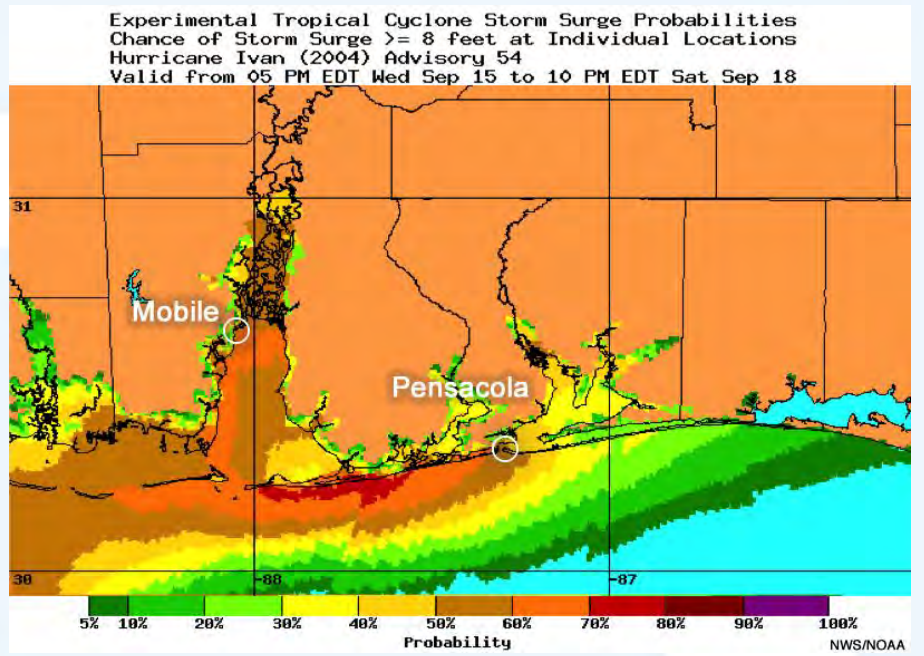 Experimental Tropical Cyclone Storm Surge Probabilities
Chance of Storm Surge >= 8 feet at Individual Locations
Hurricane Ivan (2004) Advisory 54
Valid from 05 PM EDT Wed Sep 15 to 10 PM EDT Sat Sep 18
31
Mobile
Pensacola
30 -88 -87
5% 10% 20% 30% 40% 50% 60% 70% 80% 90% 100%
Probability
NWS/NOAA